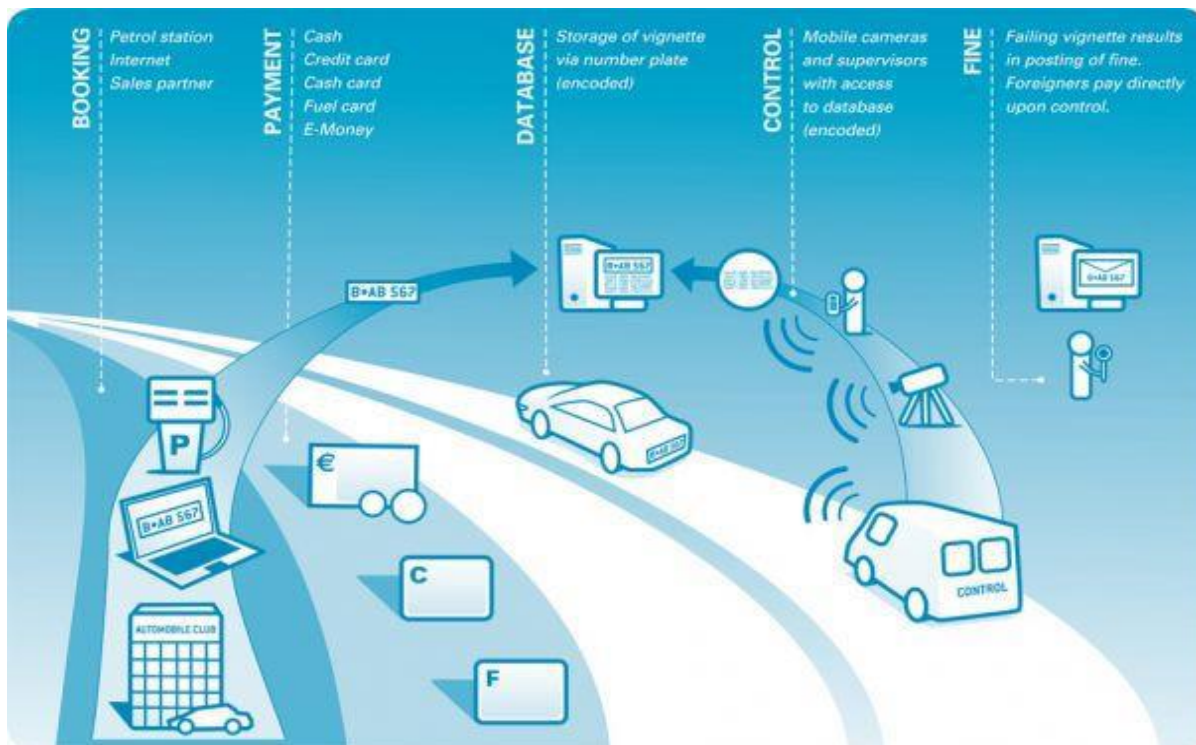 BOOKING
Petrol station
Internet
Sales partner
PAYMENT
Cash
Credit card
Cash card
Fuel card
E-Money
DATABASE
Storage of vignette
via number plate
(encoded)
CONTROL
Mobile cameras
and supervisors
with access
to database
(encoded)
FINE
Failing vignette results
in posting of fine.
Foreigners pay directly
upon control.
B•AB 567
B•AB 567
B•AB 567
P
€
B•AB 567
B•AB 567
C
CONTROL
AUTOMOBILE CLUB
F